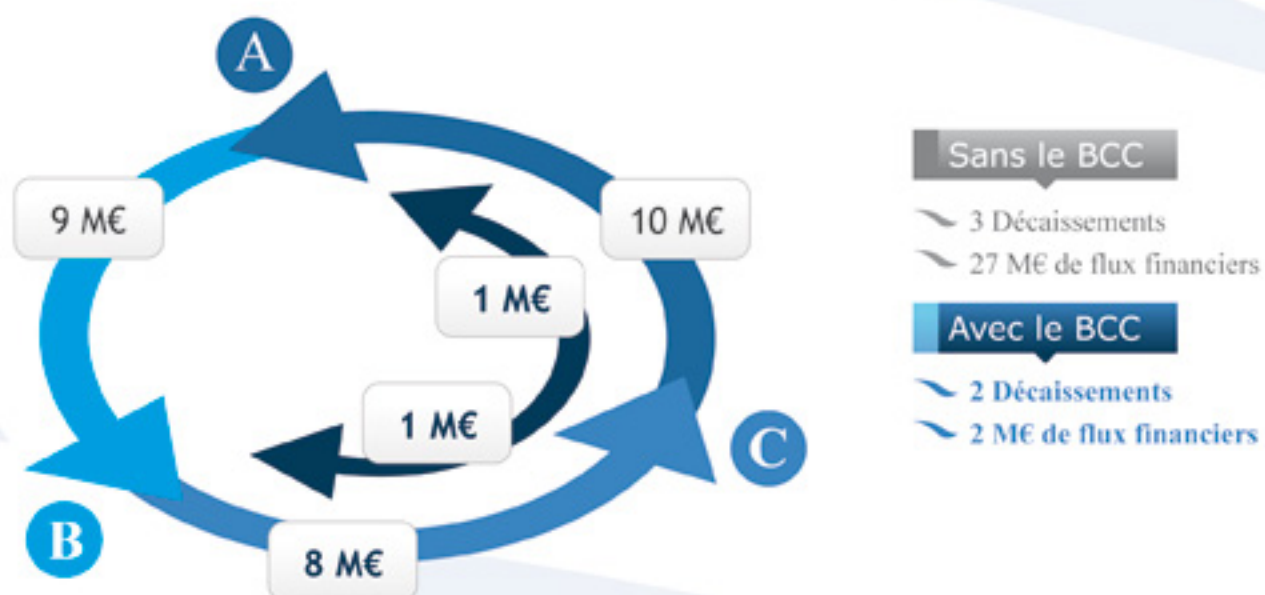 A
9 M€
10 M€
1 M€
1 M€
C
B
8 M€
Sans le BCC
3 Décaissements
27 M€ de flux financiers
Avec le BCC
2 Décaissements
2 M€ de flux financiers